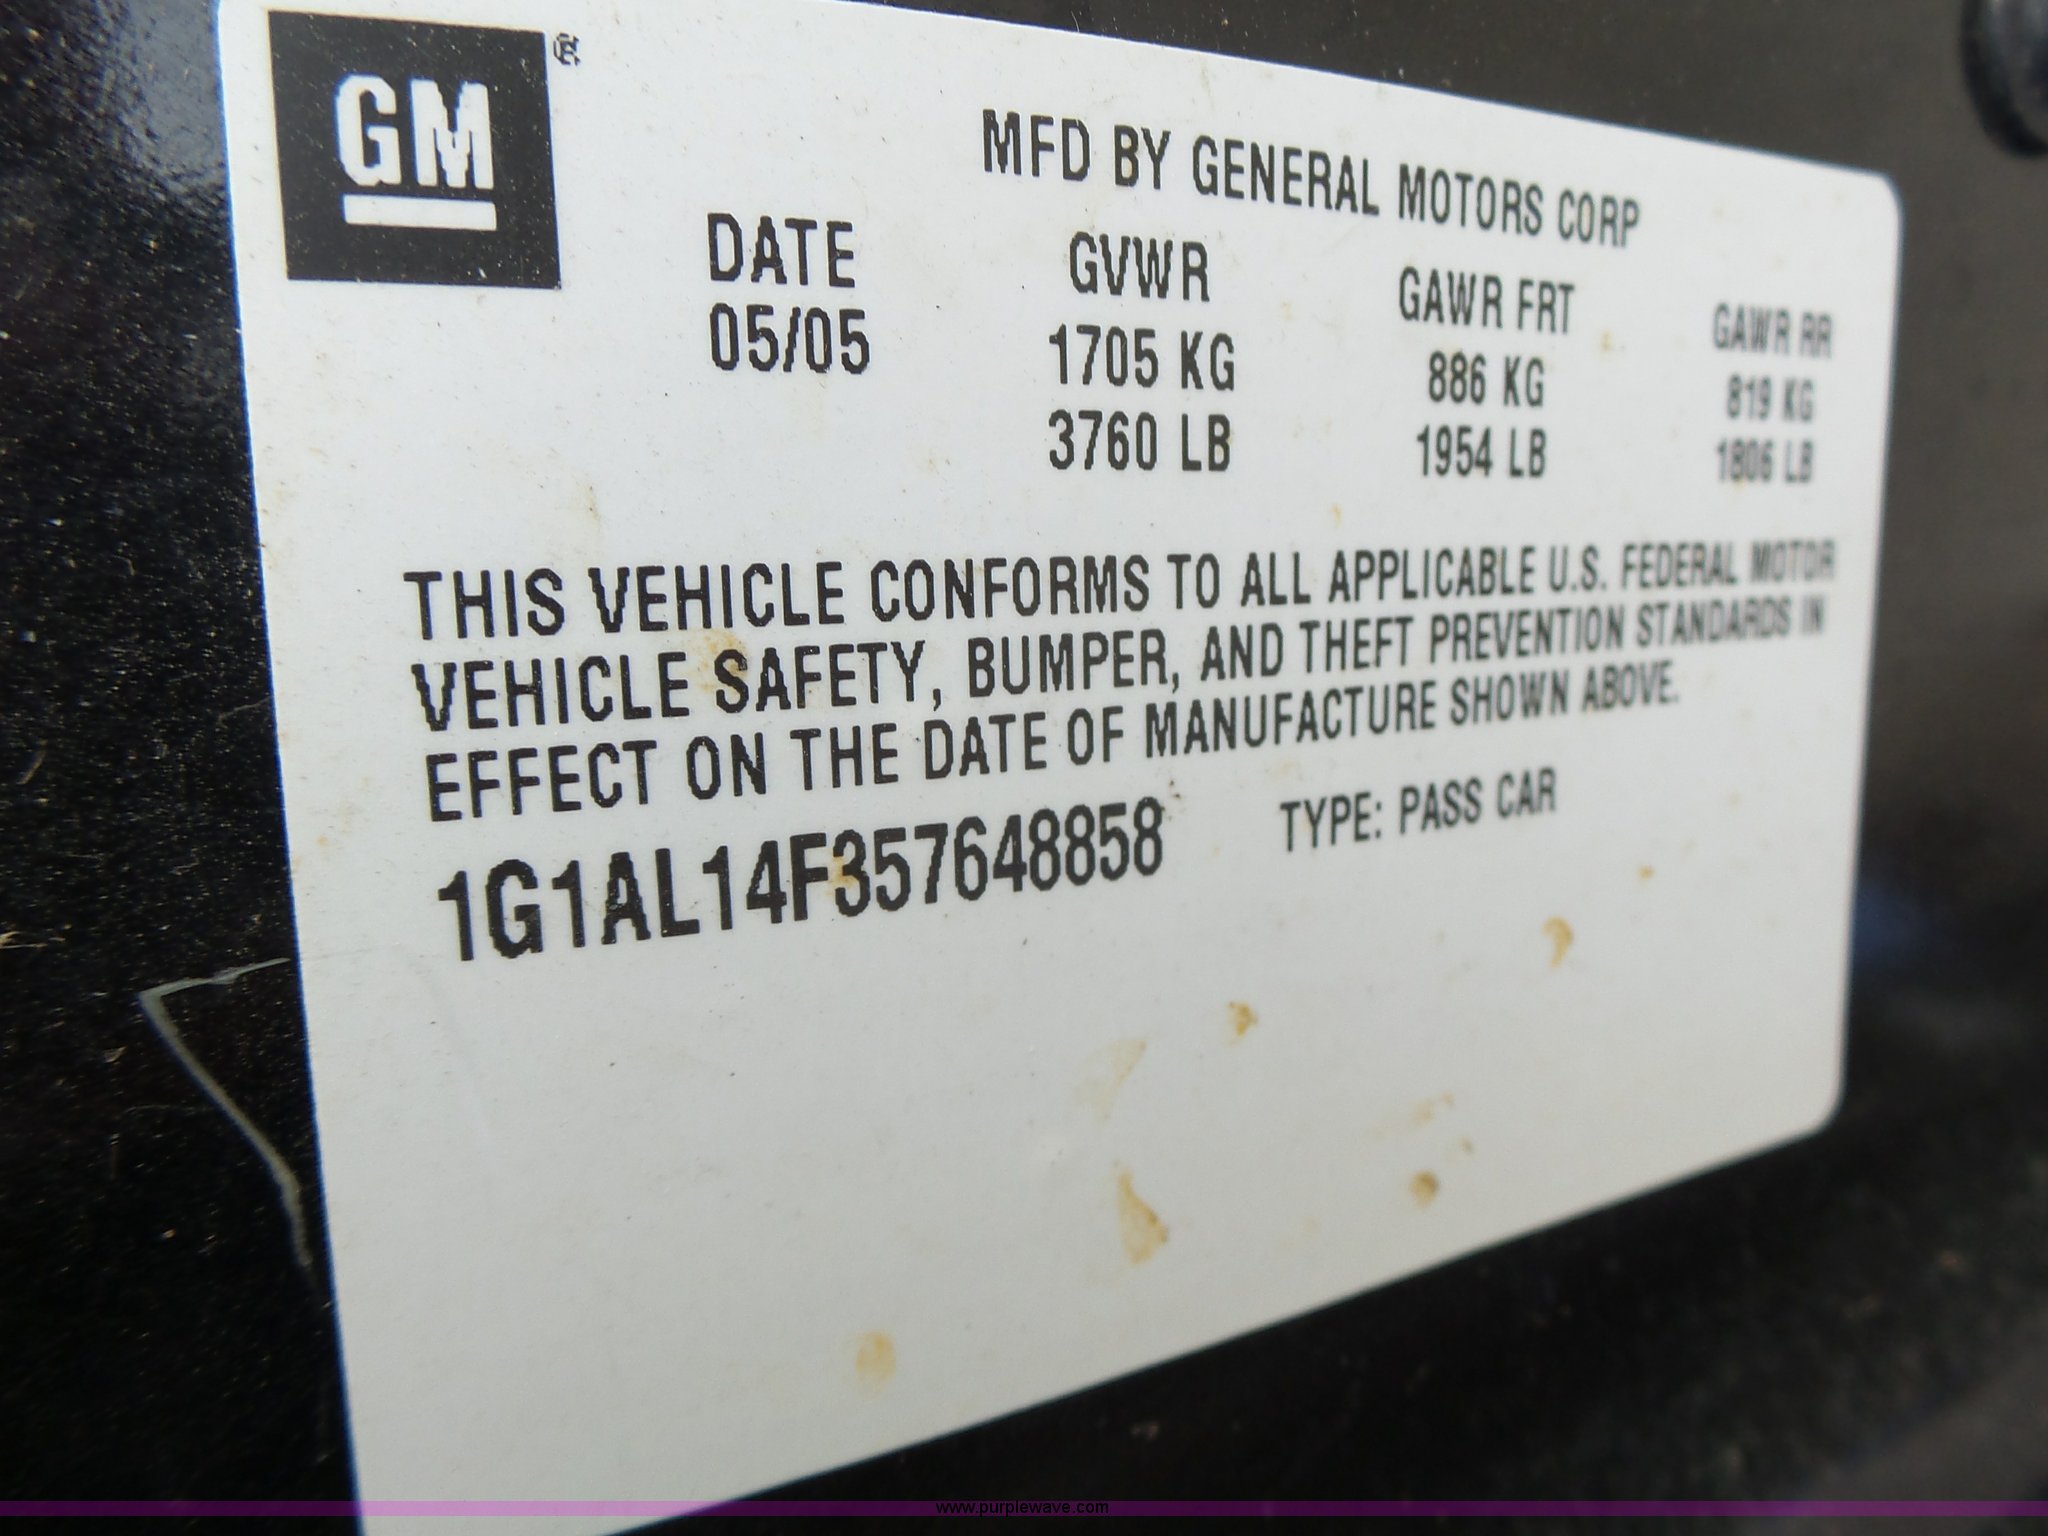 GM®
MFD BY GENERAL MOTORS CORP
DATE GVWR GAWR FRT GAWR RR
05/05 1705 KG 886 KG 819 KG
3760 LB 1954 LB 1806 LB
THIS VEHICLE CONFORMS TO ALL APPLICABLE U.S. FEDERAL MOTOR
VEHICLE SAFETY, BUMPER, AND THEFT PREVENTION STANDARDS IN
EFFECT ON THE DATE OF MANUFACTURE SHOWN ABOVE.
1G1AL14F357648858 TYPE: PASS CAR
www.purplewave.com